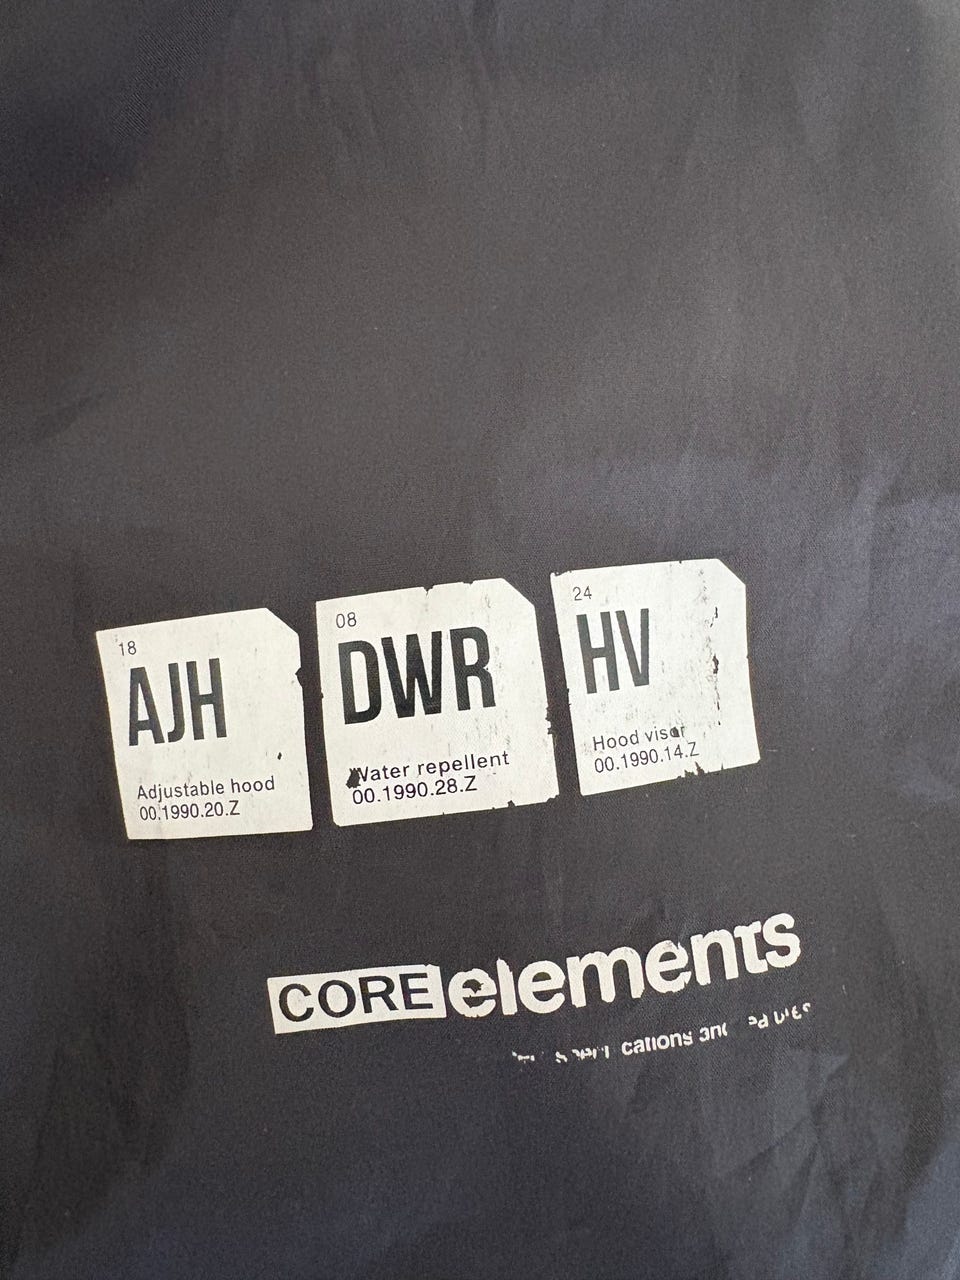 18
AJH
Adjustable hood
00.1990.20.Z
08
DWR
Water repellent
00.1990.28.Z
24
HV
Hood visor
00.1990.14.Z
CORE elements
and